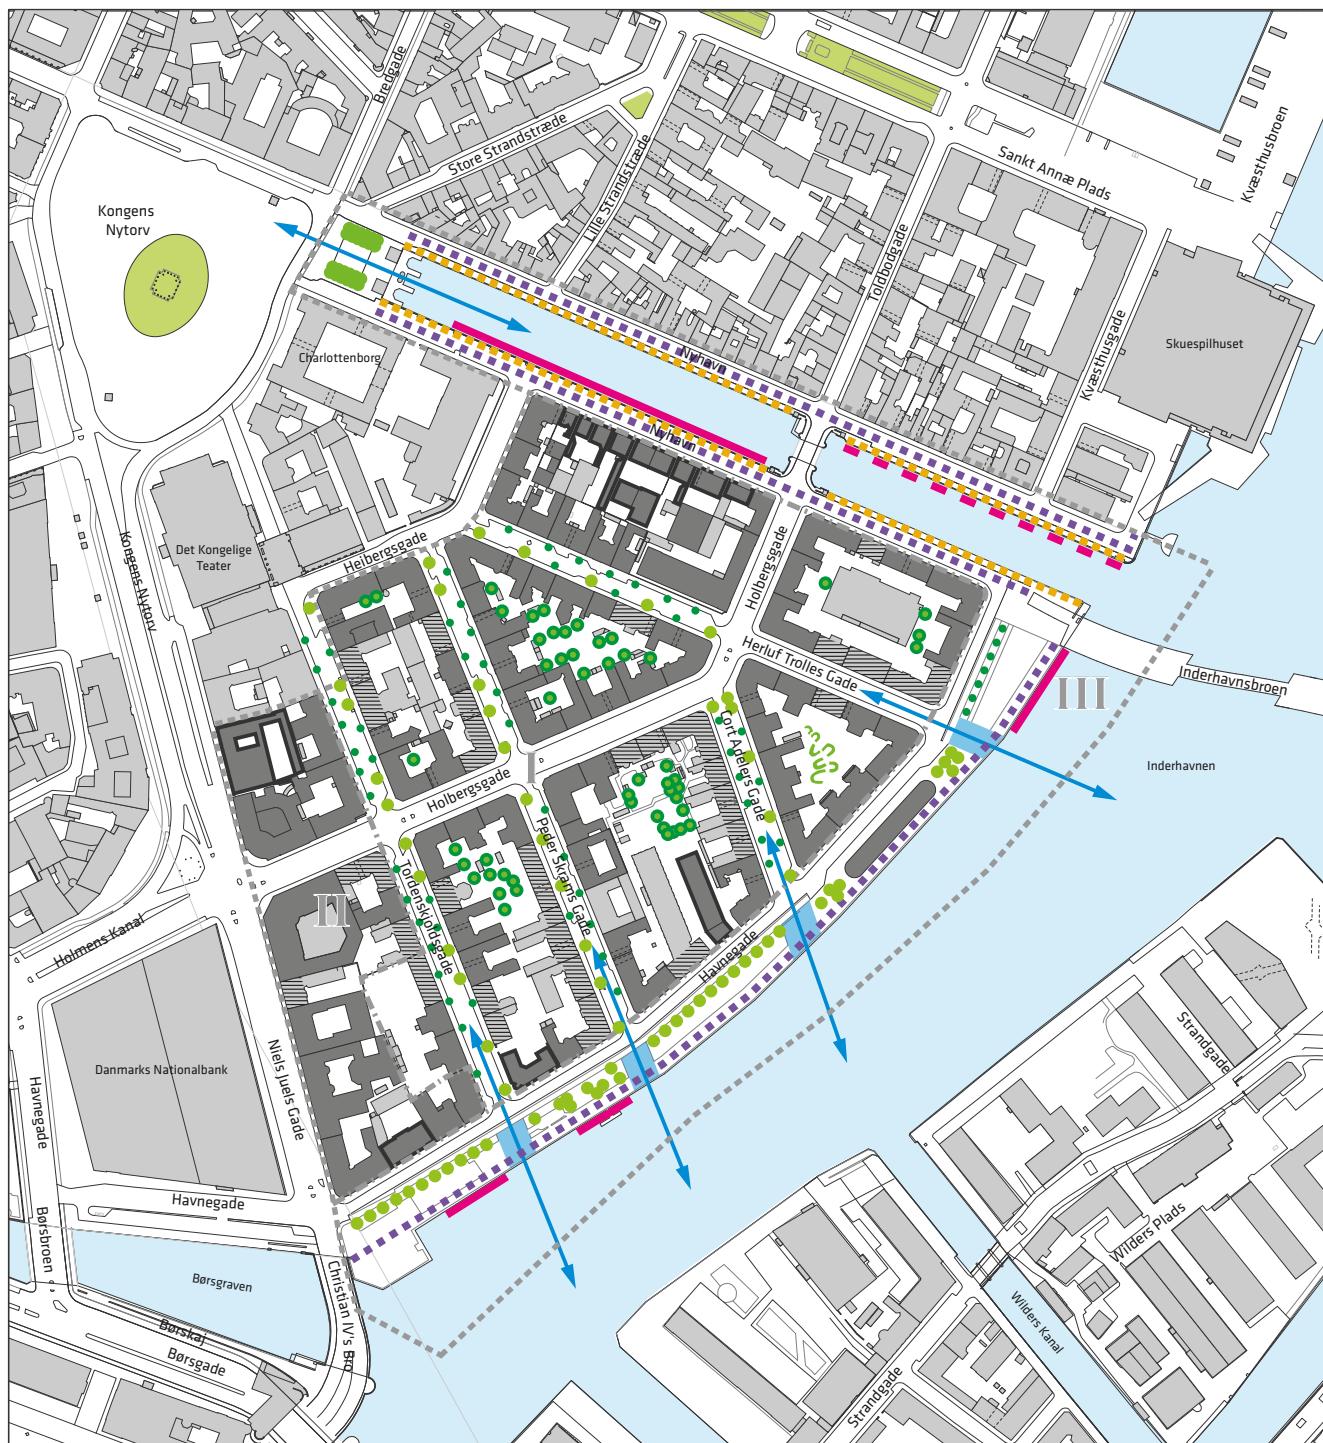 Bredgade
Store Strandstræde
Lille Strandstræde
Sankt Annæ Plads
Kvæsthusbroen
Kongens
Nytorv
Toldbodgade
Kvæsthusgade
Skuespilhuset
Charlottenborg
Nyhavn
Nyhavn
Det Kongelige
Teater
Kongens Nytorv
Heibergsgade
Holbergsgade
Herluf Trolles Gade
Inderhavnsbroen
III
Inderhavnen
I
Holbergsgade
Cort Adelers Gade
Peder Skrams Gade
II
Tordenskjoldsgade
Holmens Kanal
Havnegade
Niels Juels Gade
Danmarks Nationalbank
Havnegade
Havnegade
Strandgade
Wilders Plads
Børsbroen
Børsgraven
Christian IV's Bro
Børskaj
Børsgade
Wilders Kanal
Strandgade